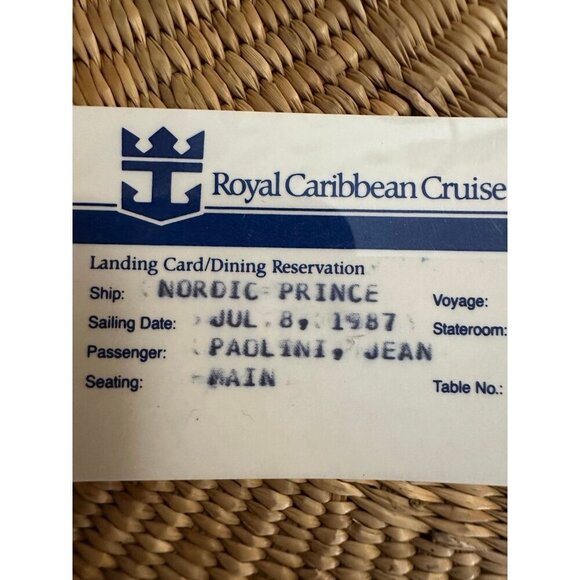 Royal Caribbean Cruise
Landing Card/Dining Reservation
Ship: NORDIC PRINCE Voyage:
Sailing Date: JUL 8, 1987 Stateroom:
Passenger: PAOLINI, JEAN
Seating: MAIN Table No.: